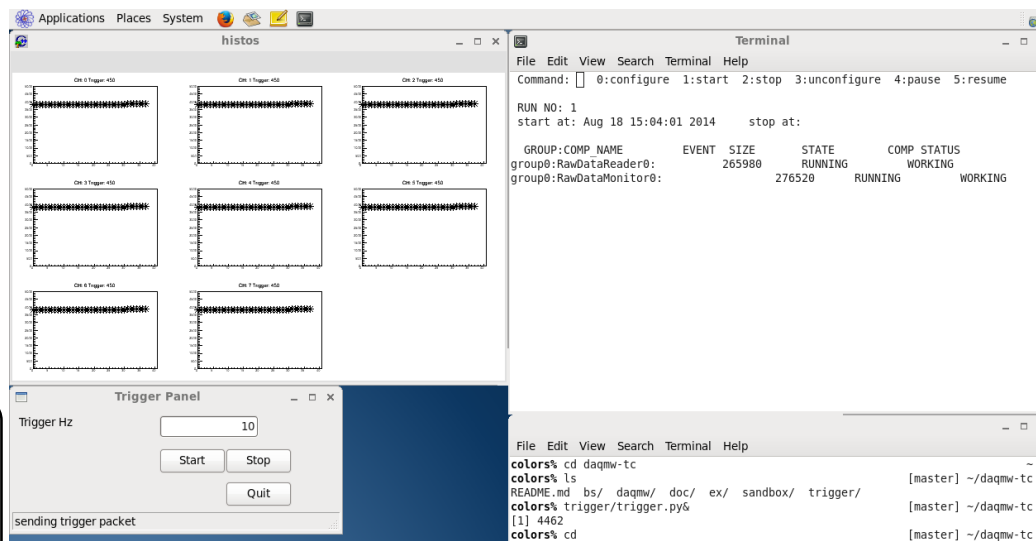 Applications Places System
histos
CH: 0 Trigger: 450
CH: 1 Trigger: 450
CH: 2 Trigger: 450
CH: 3 Trigger: 450
CH: 4 Trigger: 450
CH: 5 Trigger: 450
CH: 6 Trigger: 450
CH: 7 Trigger: 450
Trigger Panel
Trigger Hz
10
Start Stop
Quit
sending trigger packet
Terminal
File Edit View Search Terminal Help
Command: 0:configure 1:start 2:stop 3:unconfigure 4:pause 5:resume
RUN NO: 1
start at: Aug 18 15:04:01 2014 stop at:
GROUP:COMP_NAME EVENT SIZE STATE COMP STATUS
group0:RawDataReader0: 265980 RUNNING WORKING
group0:RawDataMonitor0: 276520 RUNNING WORKING
File Edit View Search Terminal Help
colors% cd daqmw-tc ~
colors% ls [master] ~/daqmw-tc
README.md bs/ daqmw/ doc/ ex/ sandbox/ trigger/
colors% trigger/trigger.py& [master] ~/daqmw-tc
[1] 4462
colors% cd [master] ~/daqmw-tc